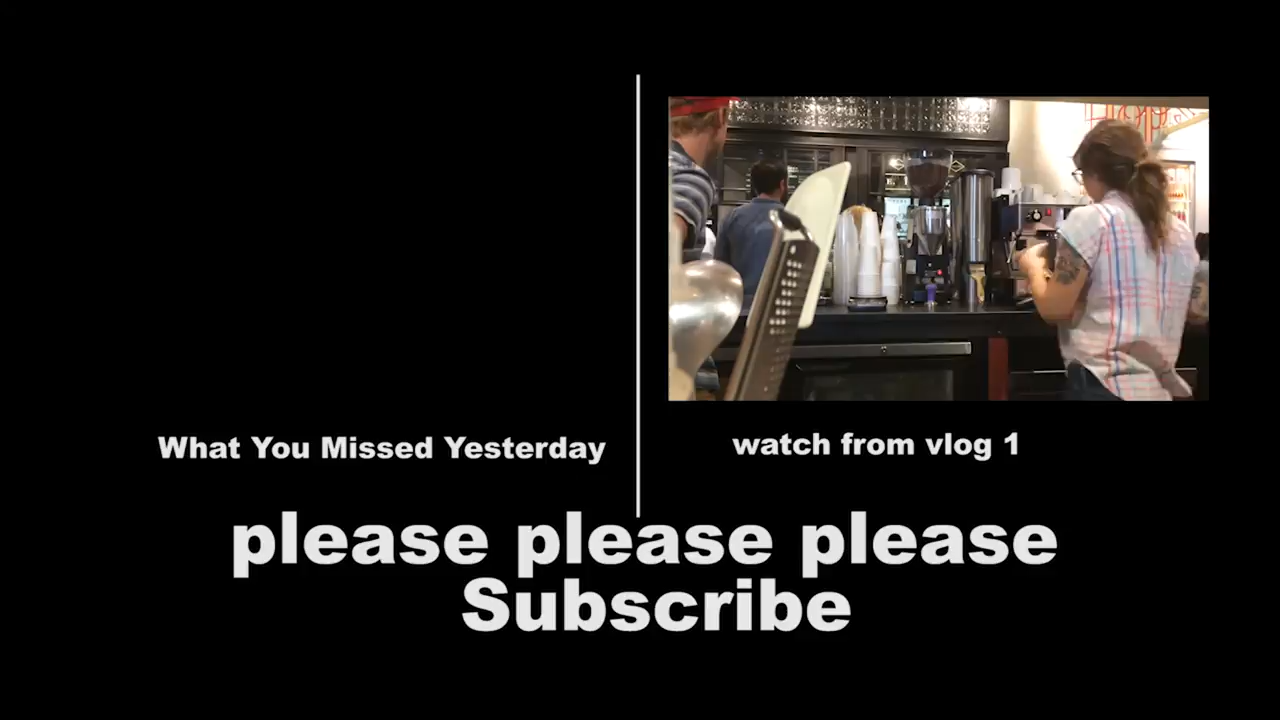 What You Missed Yesterday
watch from vlog 1
please please please
Subscribe